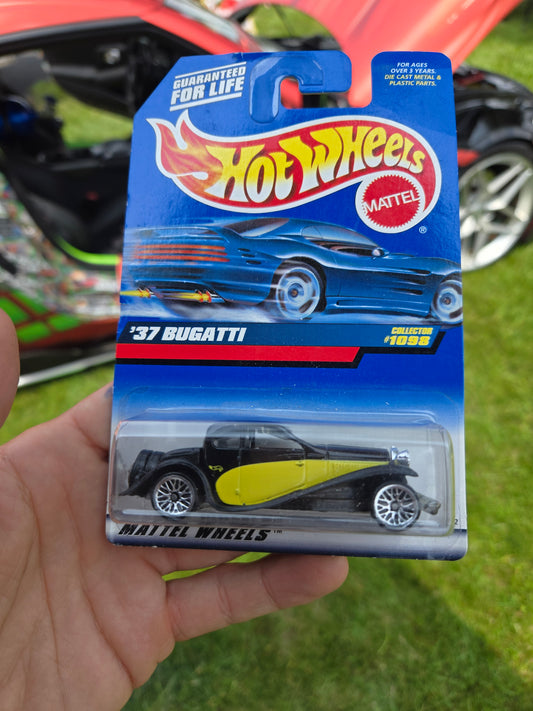 GUARANTEED
FOR LIFE
FOR AGES
OVER 3 YEARS.
DIE CAST METAL &
PLASTIC PARTS.
HOT WHEELS
MATTEL
®
'37 BUGATTI
COLLECTOR
#1098
MATTEL WHEELS™